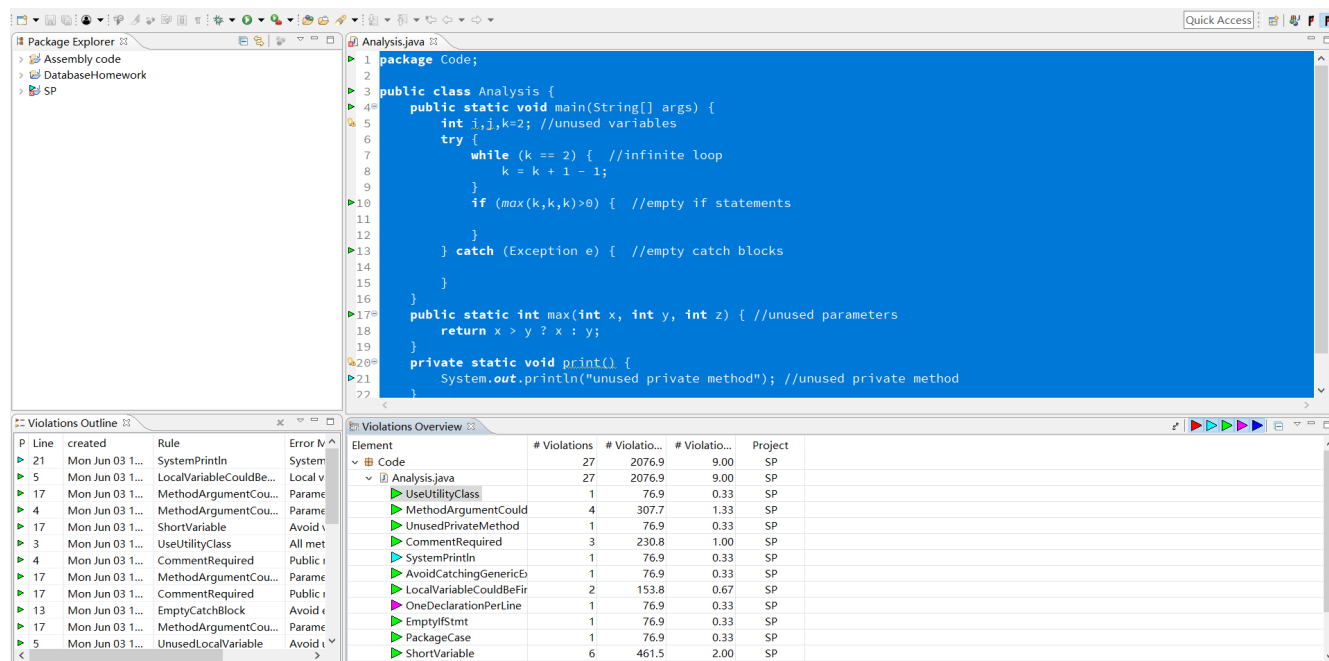 Quick Access
Package Explorer
Assembly code
DatabaseHomework
SP
Analysis.java
1 package Code;
2
3 public class Analysis {
4 public static void main(String[] args) {
5 int i,j,k=2; //unused variables
6 try {
7 while (k == 2) { //infinite loop
8 k = k + 1 - 1;
9 }
10 if (max(k,k,k)>0) { //empty if statements
11
12 }
13 } catch (Exception e) { //empty catch blocks
14
15 }
16 }
17 public static int max(int x, int y, int z) { //unused parameters
18 return x > y ? x : y;
19 }
20 private static void print() {
21 System.out.println("unused private method"); //unused private method
22 }
Violations Outline
P Line created Rule Error M
21 Mon Jun 03 1... SystemPrintln System
5 Mon Jun 03 1... LocalVariableCouldBe... Local v
17 Mon Jun 03 1... MethodArgumentCou... Parame
4 Mon Jun 03 1... MethodArgumentCou... Parame
17 Mon Jun 03 1... ShortVariable Avoid v
3 Mon Jun 03 1... UseUtilityClass All met
4 Mon Jun 03 1... CommentRequired Public
17 Mon Jun 03 1... MethodArgumentCou... Parame
17 Mon Jun 03 1... CommentRequired Public
13 Mon Jun 03 1... EmptyCatchBlock Avoid e
17 Mon Jun 03 1... MethodArgumentCou... Parame
5 Mon Jun 03 1... UnusedLocalVariable Avoid
Violations Overview
Element # Violations # Violatio... # Violatio... Project
Code 27 2076.9 9.00 SP
Analysis.java 27 2076.9 9.00 SP
UseUtilityClass 1 76.9 0.33 SP
MethodArgumentCould 4 307.7 1.33 SP
UnusedPrivateMethod 1 76.9 0.33 SP
CommentRequired 3 230.8 1.00 SP
SystemPrintln 1 76.9 0.33 SP
AvoidCatchingGenericEx 1 76.9 0.33 SP
LocalVariableCouldBeFir 2 153.8 0.67 SP
OneDeclarationPerLine 1 76.9 0.33 SP
EmptyIfStmt 1 76.9 0.33 SP
PackageCase 1 76.9 0.33 SP
ShortVariable 6 461.5 2.00 SP